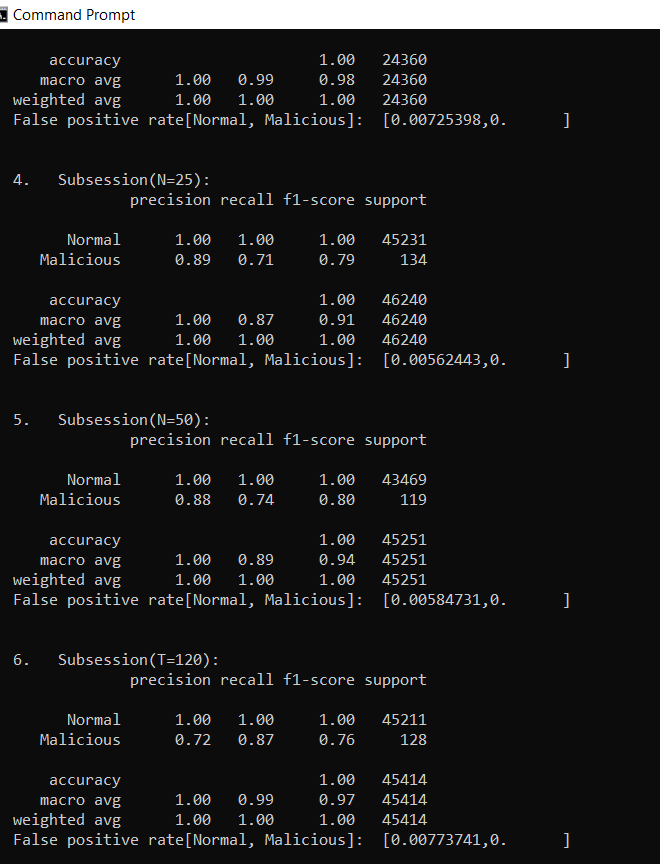 Command Prompt
accuracy 1.00 24360
macro avg 1.00 0.99 0.98 24360
weighted avg 1.00 1.00 1.00 24360
False positive rate[Normal, Malicious]: [0.00725398,0. ]
4. Subsession(N=25):
precision recall f1-score support
Normal 1.00 1.00 1.00 45231
Malicious 0.89 0.71 0.79 134
accuracy 1.00 46240
macro avg 1.00 0.87 0.91 46240
weighted avg 1.00 1.00 1.00 46240
False positive rate[Normal, Malicious]: [0.00562443,0. ]
5. Subsession(N=50):
precision recall f1-score support
Normal 1.00 1.00 1.00 43469
Malicious 0.88 0.74 0.80 119
accuracy 1.00 45251
macro avg 1.00 0.89 0.94 45251
weighted avg 1.00 1.00 1.00 45251
False positive rate[Normal, Malicious]: [0.00584731,0. ]
6. Subsession(T=120):
precision recall f1-score support
Normal 1.00 1.00 1.00 45211
Malicious 0.72 0.87 0.76 128
accuracy 1.00 45414
macro avg 1.00 0.99 0.97 45414
weighted avg 1.00 1.00 1.00 45414
False positive rate[Normal, Malicious]: [0.00773741,0. ]